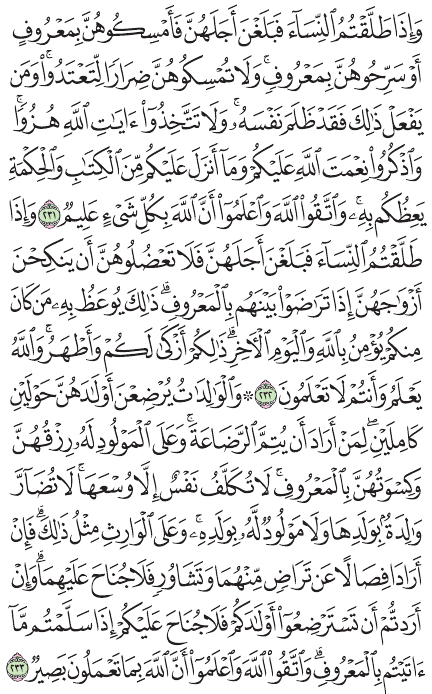 وَإِذَا طَلَّقْتُمُ ٱلنِّسَآءَ فَبَلَغْنَ أَجَلَهُنَّ فَأَمْسِكُوهُنَّ بِمَعْرُوفٍ
أَوْ سَرِّحُوهُنَّ بِمَعْرُوفٍۚ وَلَا تُمْسِكُوهُنَّ ضِرَارًا لِّتَعْتَدُوا۟ۚ وَمَن
يَفْعَلْ ذَٰلِكَ فَقَدْ ظَلَمَ نَفْسَهُۥۚ وَلَا تَتَّخِذُوٓا۟ ءَايَٰتِ ٱللَّهِ هُزُوًاۚ
وَٱذْكُرُوا۟ نِعْمَتَ ٱللَّهِ عَلَيْكُمْ وَمَآ أَنزَلَ عَلَيْكُم مِّنَ ٱلْكِتَٰبِ وَٱلْحِكْمَةِ
يَعِظُكُم بِهِۦۚ وَٱتَّقُوا۟ ٱللَّهَ وَٱعْلَمُوٓا۟ أَنَّ ٱللَّهَ بِكُلِّ شَىْءٍ عَلِيمٌ ٢٣١ وَإِذَا
طَلَّقْتُمُ ٱلنِّسَآءَ فَبَلَغْنَ أَجَلَهُنَّ فَلَا تَعْضُلُوهُنَّ أَن يَنكِحْنَ
أَزْوَٰجَهُنَّ إِذَا تَرَٰضَوْا۟ بَيْنَهُم بِٱلْمَعْرُوفِۗ ذَٰلِكَ يُوعَظُ بِهِۦ مَن كَانَ
مِنكُمْ يُؤْمِنُ بِٱللَّهِ وَٱلْيَوْمِ ٱلْءَاخِرِۗ ذَٰلِكُمْ أَزْكَىٰ لَكُمْ وَأَطْهَرُۚ وَٱللَّهُ
يَعْلَمُ وَأَنتُمْ لَا تَعْلَمُونَ ٢٣٢ ۞ وَٱلْوَٰلِدَٰتُ يُرْضِعْنَ أَوْلَٰدَهُنَّ حَوْلَيْنِ
كَامِلَيْنِۖ لِمَنْ أَرَادَ أَن يُتِمَّ ٱلرَّضَاعَةَۚ وَعَلَى ٱلْمَوْلُودِ لَهُۥ رِزْقُهُنَّ
وَكِسْوَتُهُنَّ بِٱلْمَعْرُوفِۚ لَا تُكَلَّفُ نَفْسٌ إِلَّا وُسْعَهَاۚ لَا تُضَآرَّ
وَٰلِدَةٌۢ بِوَلَدِهَا وَلَا مَوْلُودٌ لَّهُۥ بِوَلَدِهِۦۚ وَعَلَى ٱلْوَارِثِ مِثْلُ ذَٰلِكَۗ فَإِنْ
أَرَادَا فِصَالًا عَن تَرَاضٍ مِّنْهُمَا وَتَشَاوُرٍ فَلَا جُنَاحَ عَلَيْهِمَاۗ وَإِنْ
أَرَدتُّمْ أَن تَسْتَرْضِعُوٓا۟ أَوْلَٰدَكُمْ فَلَا جُنَاحَ عَلَيْكُمْ إِذَا سَلَّمْتُم مَّآ
ءَاتَيْتُم بِٱلْمَعْرُوفِۗ وَٱتَّقُوا۟ ٱللَّهَ وَٱعْلَمُوٓا۟ أَنَّ ٱللَّهَ بِمَا تَعْمَلُونَ بَصِيرٌ ٢٣٣